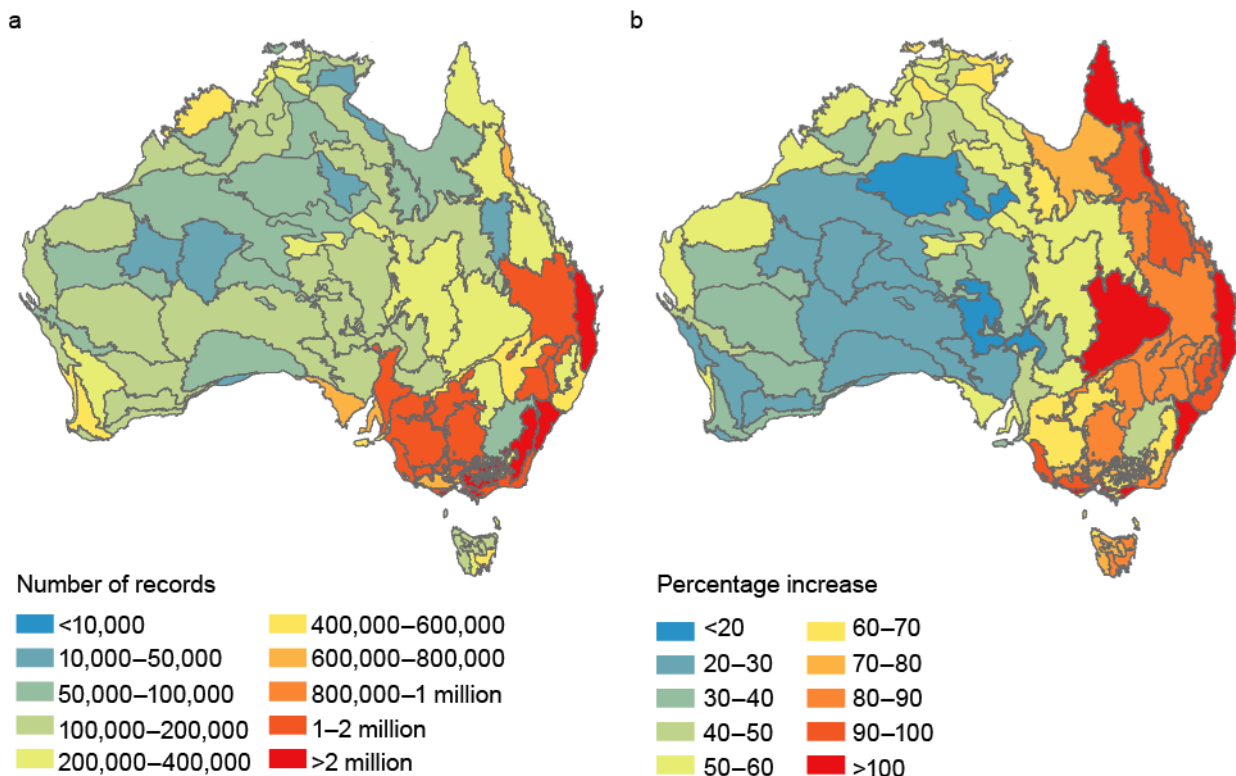 a
b
Number of records
<10,000
10,000–50,000
50,000–100,000
100,000–200,000
200,000–400,000
400,000–600,000
600,000–800,000
800,000–1 million
1–2 million
>2 million
Percentage increase
<20
20–30
30–40
40–50
50–60
60–70
70–80
80–90
90–100
>100